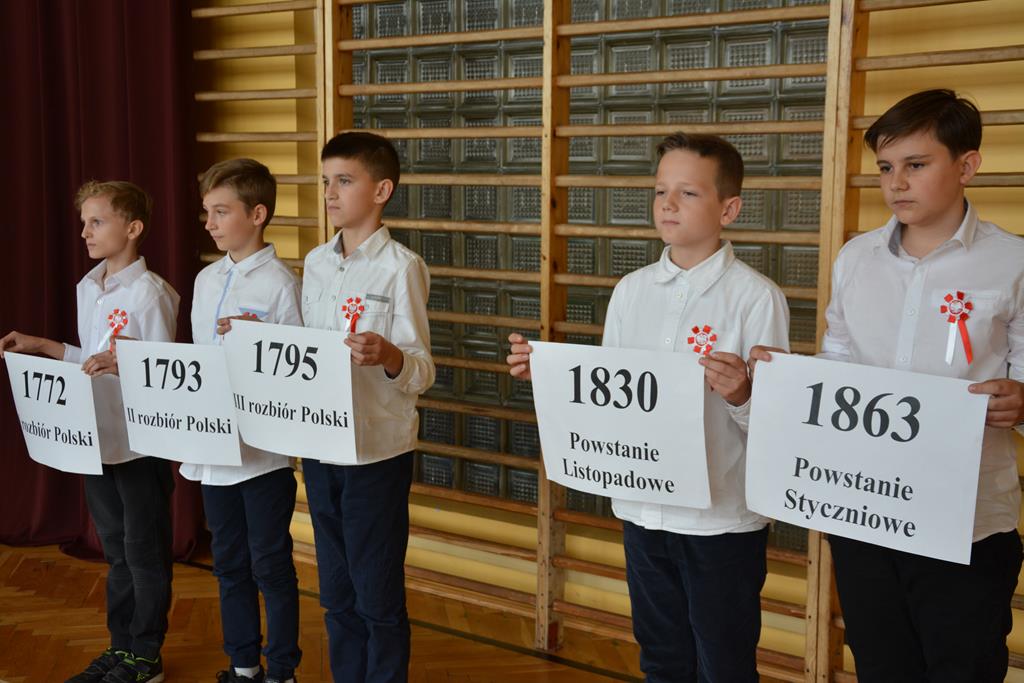 1772
rozbiór Polski
1793
II rozbiór Polski
1795
III rozbiór Polski
1830
Powstanie
Listopadowe
1863
Powstanie
Styczniowe